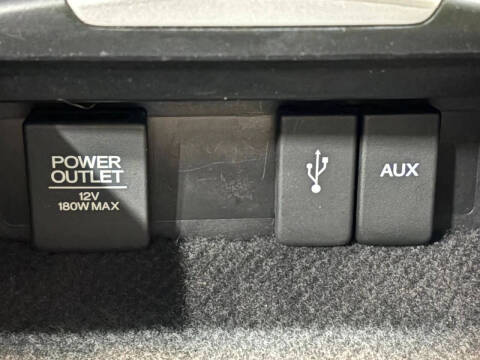 POWER
OUTLET
12V
180W MAX
AUX